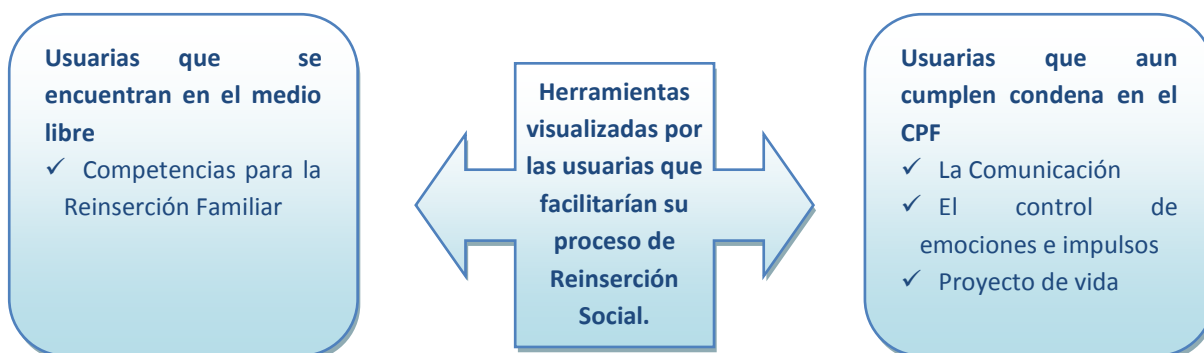 Usuarias que se
encuentran en el medio
libre
✓ Competencias para la
Reinserción Familiar
Herramientas
visualizadas por
las usuarias que
facilitarían su
proceso de
Reinserción
Social.
Usuarias que aun
cumplen condena en el
CPF
✓ La Comunicación
✓ El control de
emociones e impulsos
✓ Proyecto de vida